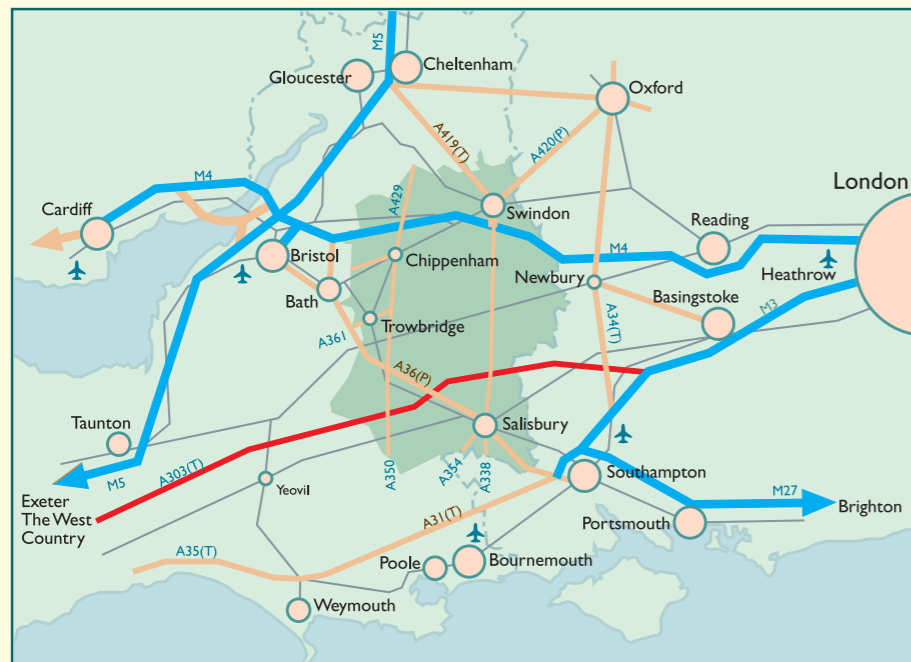 M5
Cheltenham
Gloucester
Oxford
A419(T)
A420(P)
London
M4
A429
Cardiff
Swindon
Reading
Bristol
Chippenham
M4
Heathrow
Newbury
Bath
Basingstoke
M3
Trowbridge
A361
A34(T)
A36(P)
Taunton
Salisbury
A303(T)
M5
A350
A354
A338
Yeovil
Southampton
Exeter
The West
Country
M27
Brighton
A31(T)
Portsmouth
A35(T)
Poole
Bournemouth
Weymouth